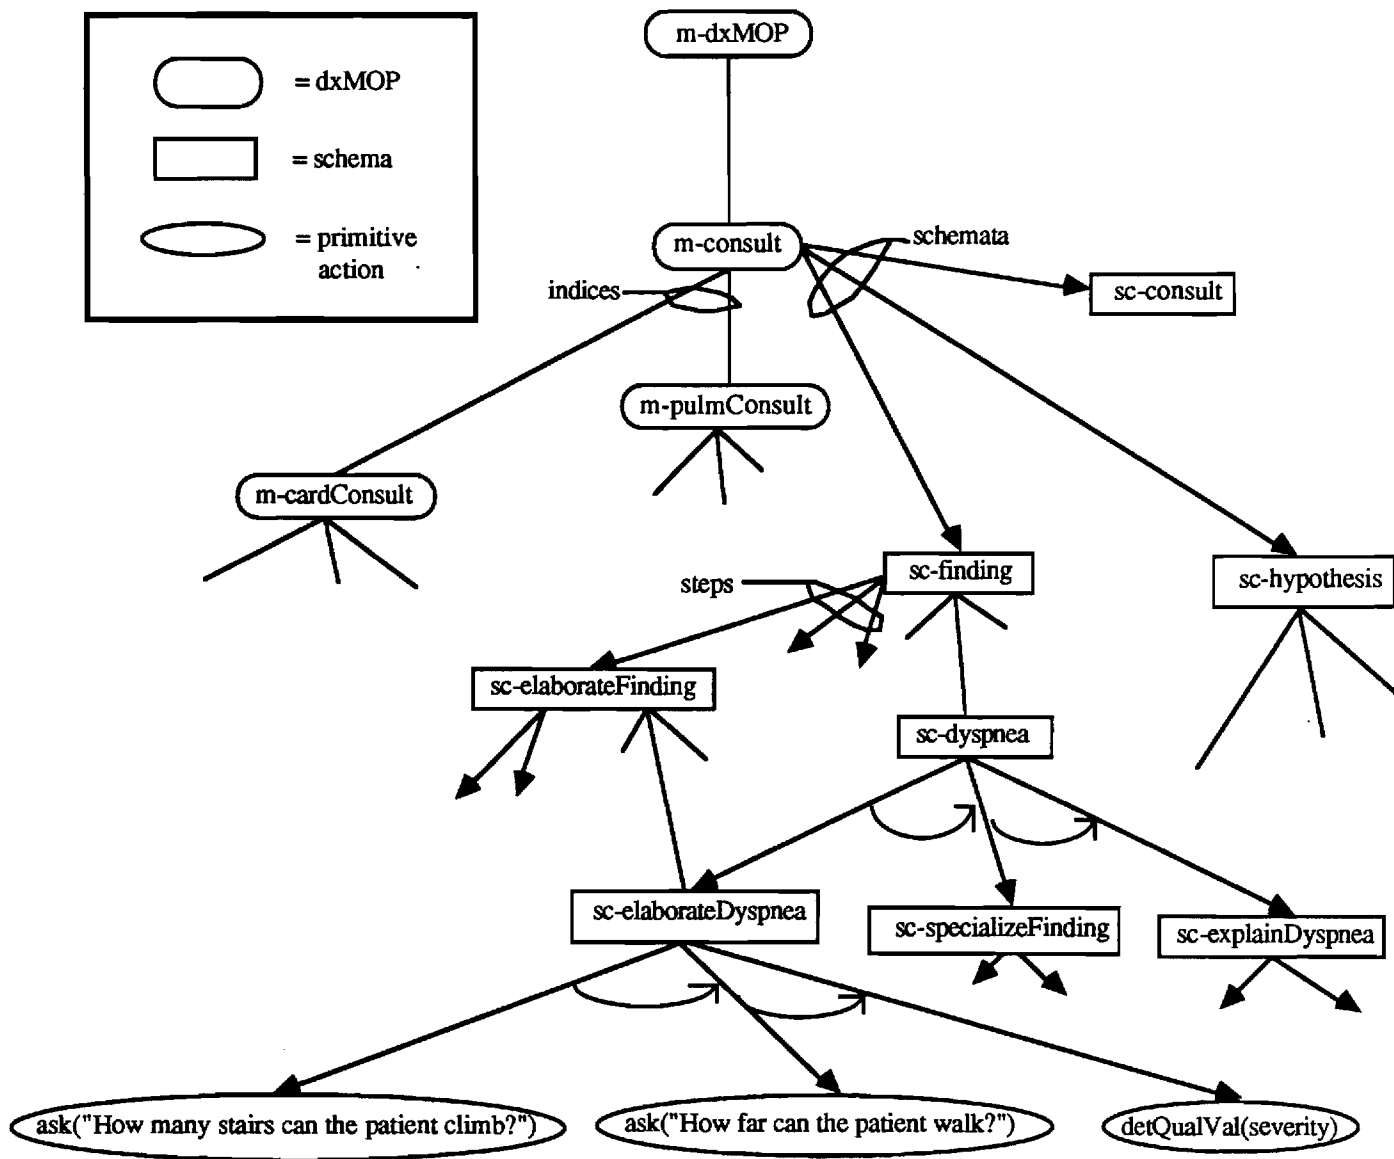 m-dxMOP
= dxMOP
= schema
= primitive
action
m-consult
schemata
indices
sc-consult
m-pulmConsult
m-cardConsult
sc-finding
sc-hypothesis
steps
sc-elaborateFinding
sc-dyspnea
sc-elaborateDyspnea
sc-specializeFinding
sc-explainDyspnea
ask("How many stairs can the patient climb?")
ask("How far can the patient walk?")
detQualVal(severity)